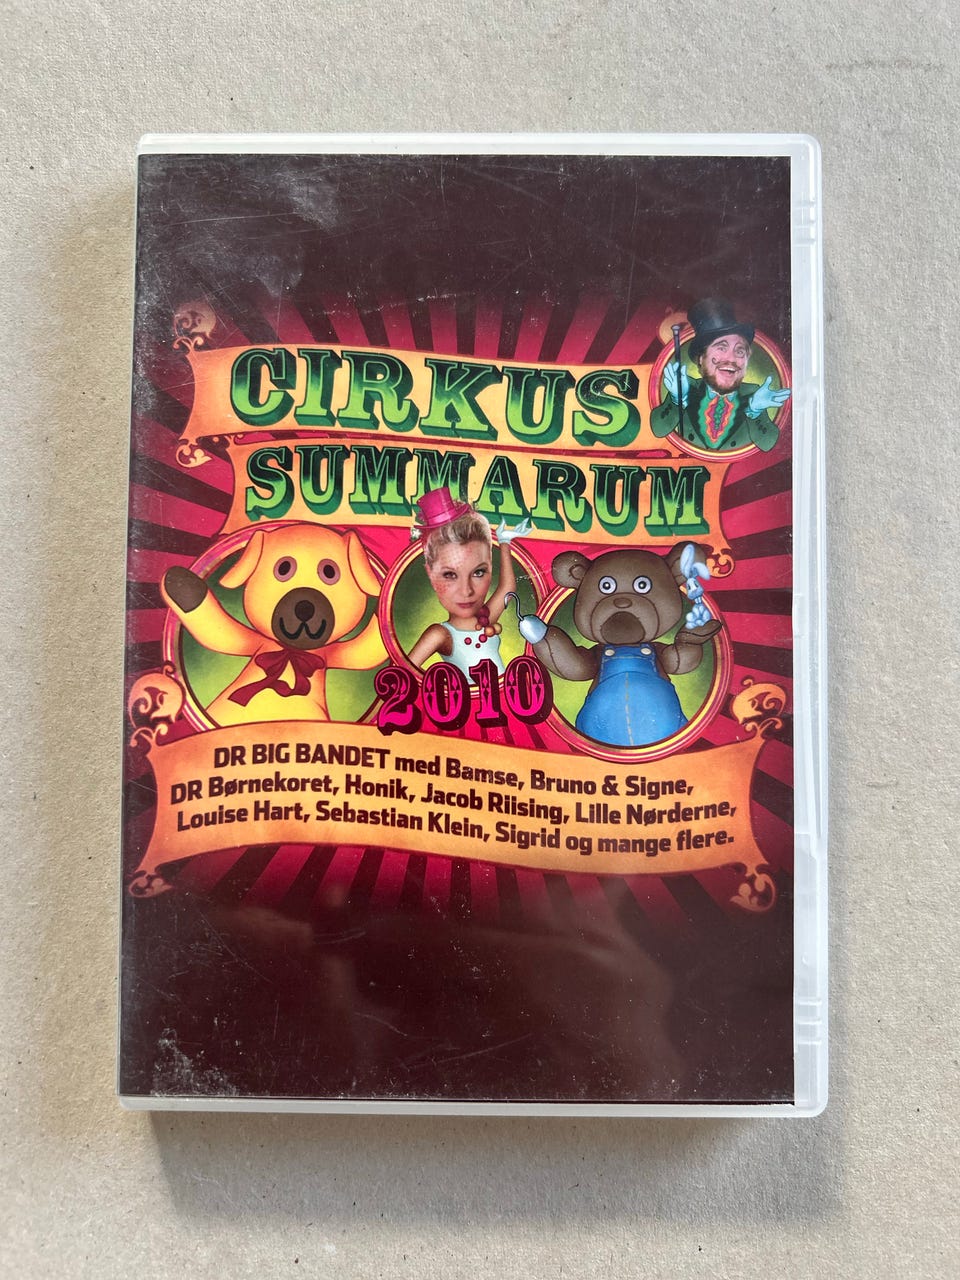 CIRKUS
SUMMARUM
2010
DR BIG BANDET med Bamse, Bruno & Signe,
DR Børnekoret, Honik, Jacob Riising, Lille Nørderne,
Louise Hart, Sebastian Klein, Sigrid og mange flere.